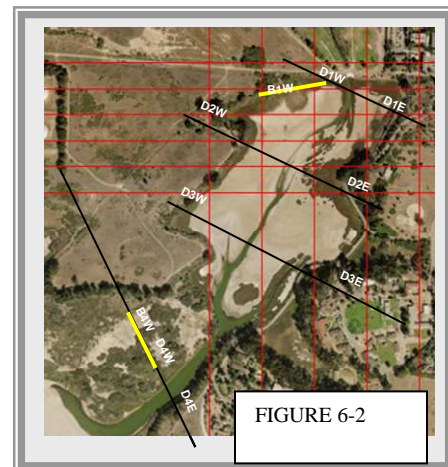 D1W
B1W
D1E
D2W
D2E
D3W
D3E
B4W
D4W
D4E
FIGURE 6-2